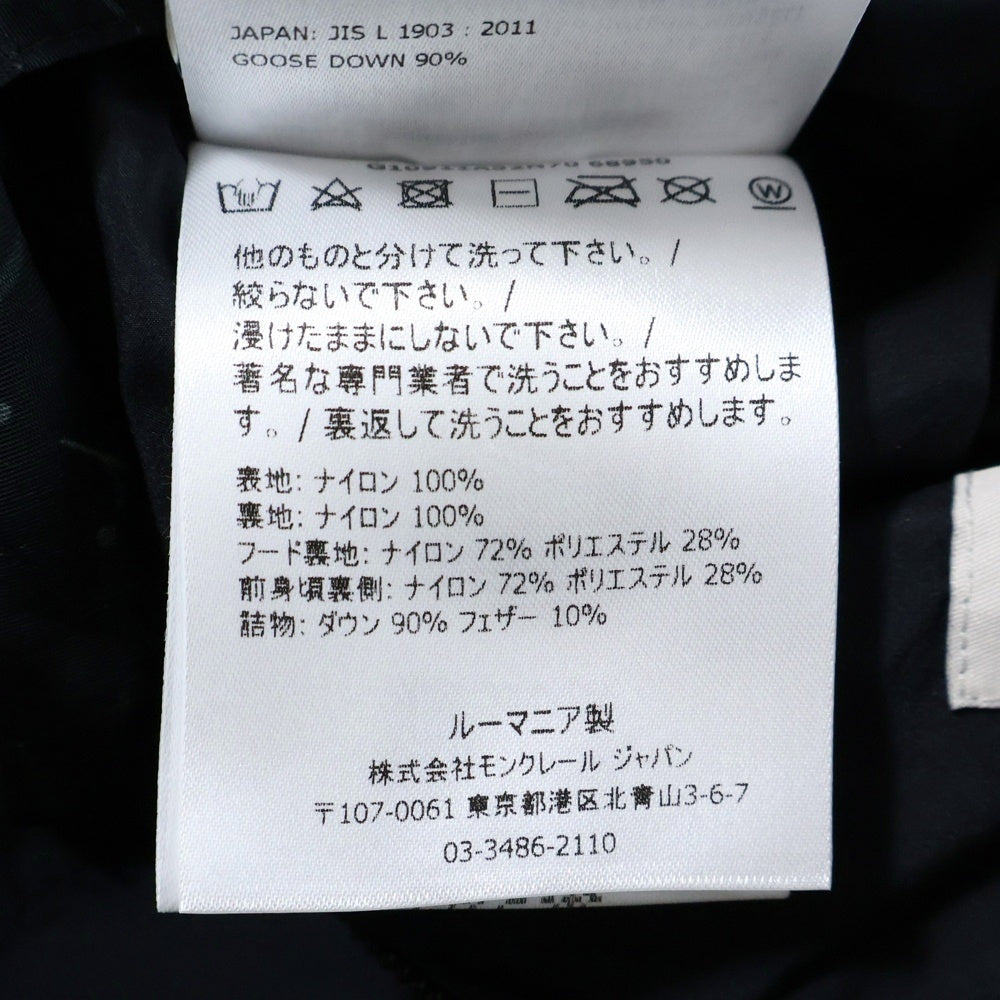 JAPAN: JIS L 1903 : 2011
GOOSE DOWN 90%
W
他のものと分けて洗って下さい。/
絞らないで下さい。/
浸けたままにしないで下さい。/
著名な専門業者で洗うことをおすすめしま
す。/ 裏返して洗うことをおすすめします。
表地: ナイロン 100%
裏地: ナイロン 100%
フード裏地: ナイロン 72% ポリエステル 28%
前身頃裏側: ナイロン 72% ポリエステル 28%
詰物: ダウン 90% フェザー 10%
ルーマニア製
株式会社モンクレール ジャパン
〒107-0061 東京都港区北青山3-6-7
03-3486-2110